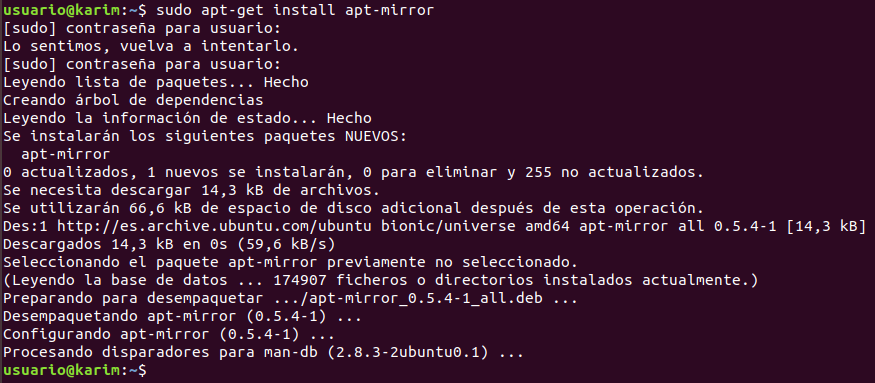 usuario@karim:~$ sudo apt-get install apt-mirror
[sudo] contraseña para usuario:
Lo sentimos, vuelva a intentarlo.
[sudo] contraseña para usuario:
Leyendo lista de paquetes... Hecho
Creando árbol de dependencias
Leyendo la información de estado... Hecho
Se instalarán los siguientes paquetes NUEVOS:
  apt-mirror
0 actualizados, 1 nuevos se instalarán, 0 para eliminar y 255 no actualizados.
Se necesita descargar 14,3 kB de archivos.
Se utilizarán 66,6 kB de espacio de disco adicional después de esta operación.
Des:1 http://es.archive.ubuntu.com/ubuntu bionic/universe amd64 apt-mirror all 0.5.4-1 [14,3 kB]
Descargados 14,3 kB en 0s (59,6 kB/s)
Seleccionando el paquete apt-mirror previamente no seleccionado.
(Leyendo la base de datos ... 174907 ficheros o directorios instalados actualmente.)
Preparando para desempaquetar .../apt-mirror_0.5.4-1_all.deb ...
Desempaquetando apt-mirror (0.5.4-1) ...
Configurando apt-mirror (0.5.4-1) ...
Procesando disparadores para man-db (2.8.3-2ubuntu0.1) ...
usuario@karim:~$